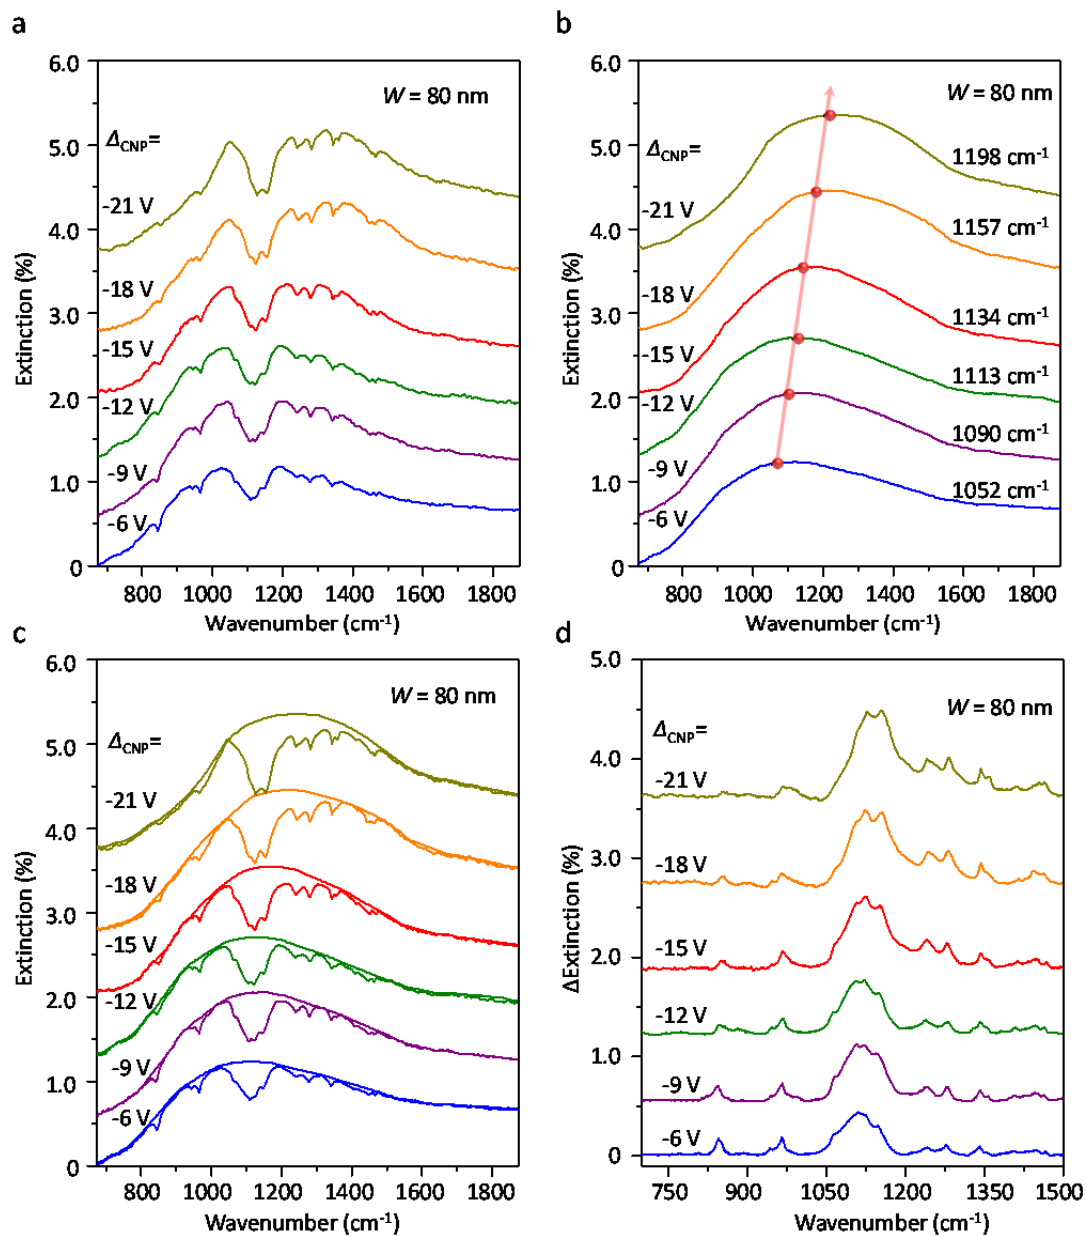 a
6.0
5.0
4.0
3.0
2.0
1.0
0
Extinction (%)
W = 80 nm
ΔCNP=
-21 V
-18 V
-15 V
-12 V
-9 V
-6 V
800 1000 1200 1400 1600 1800
Wavenumber (cm-1)
b
6.0
5.0
4.0
3.0
2.0
1.0
0
Extinction (%)
W = 80 nm
ΔCNP=
-21 V
-18 V
-15 V
-12 V
-9 V
-6 V
1198 cm-1
1157 cm-1
1134 cm-1
1113 cm-1
1090 cm-1
1052 cm-1
800 1000 1200 1400 1600 1800
Wavenumber (cm-1)
c
6.0
5.0
4.0
3.0
2.0
1.0
0
Extinction (%)
W = 80 nm
ΔCNP=
-21 V
-18 V
-15 V
-12 V
-9 V
-6 V
800 1000 1200 1400 1600 1800
Wavenumber (cm-1)
d
5.0
4.0
3.0
2.0
1.0
0
ΔExtinction (%)
W = 80 nm
ΔCNP=
-21 V
-18 V
-15 V
-12 V
-9 V
-6 V
750 900 1050 1200 1350 1500
Wavenumber (cm-1)